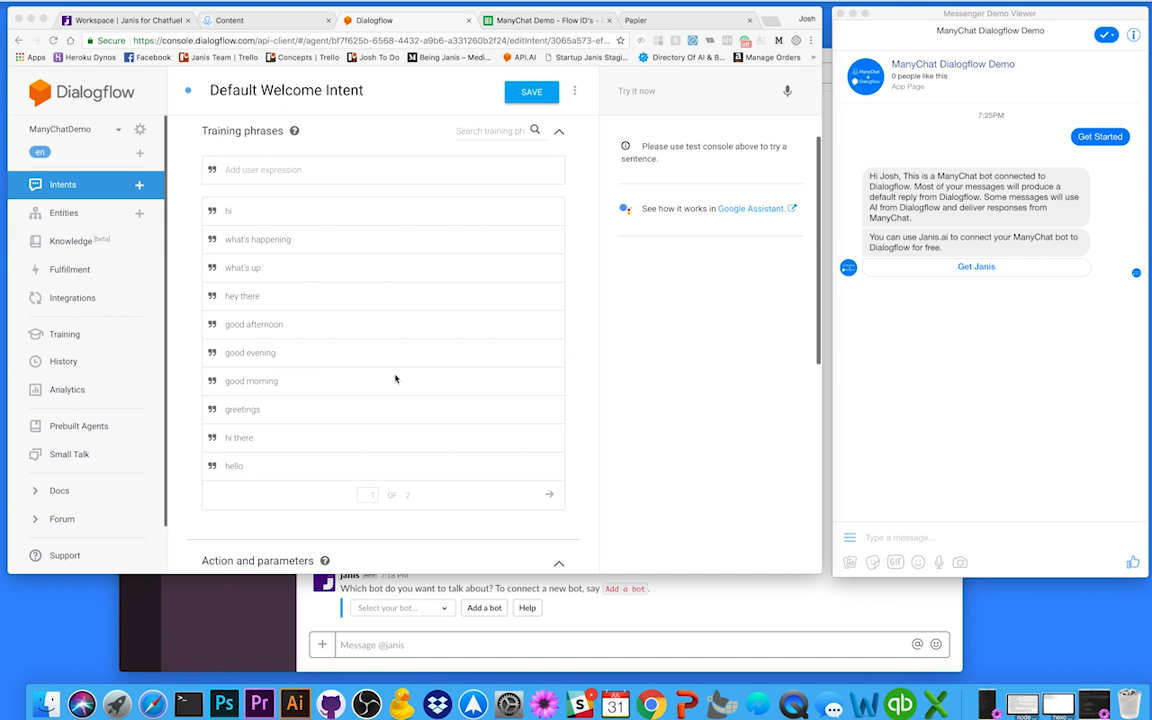 Workspace | Janis for Chatfuel
Content
Dialogflow
ManyChat Demo - Flow ID's -
Papier
Josh
Secure
https://console.dialogflow.com/api-client/#/agent/bf7f625b-6568-4432-a9b6-a331260b2f24/editIntent/3065a573-ef...
Apps
Heroku Dynos
Facebook
Janis Team | Trello
Concepts | Trello
Josh To Do
Being Janis – Medi...
API.AI
Startup Janis Stagi...
Directory Of AI & B...
Manage Orders
»
Dialogflow
Default Welcome Intent
SAVE
Try it now
ManyChatDemo
en
Intents
Entities
Knowledge [beta]
Fulfillment
Integrations
Training
History
Analytics
Prebuilt Agents
Small Talk
Docs
Forum
Support
Training phrases
Search training ph
Add user expression
hi
what's happening
what's up
hey there
good afternoon
good evening
good morning
greetings
hi there
hello
1 OF 2
Action and parameters
Please use test console above to try a
sentence.
See how it works in Google Assistant.
Messenger Demo Viewer
ManyChat Dialogflow Demo
ManyChat Dialogflow Demo
0 people like this
App Page
7:25PM
Get Started
Hi Josh, This is a ManyChat bot connected to
Dialogflow. Most of your messages will produce a
default reply from Dialogflow. Some messages will use
AI from Dialogflow and deliver responses from
ManyChat.
You can use Janis.ai to connect your ManyChat bot to
Dialogflow for free.
Get Janis
Type a message...
GIF
janis APP 7:18 PM
Which bot do you want to talk about? To connect a new bot, say Add a bot.
Select your bot...
Add a bot
Help
Message @janis
Ps
Pr
Ai
JUL
31